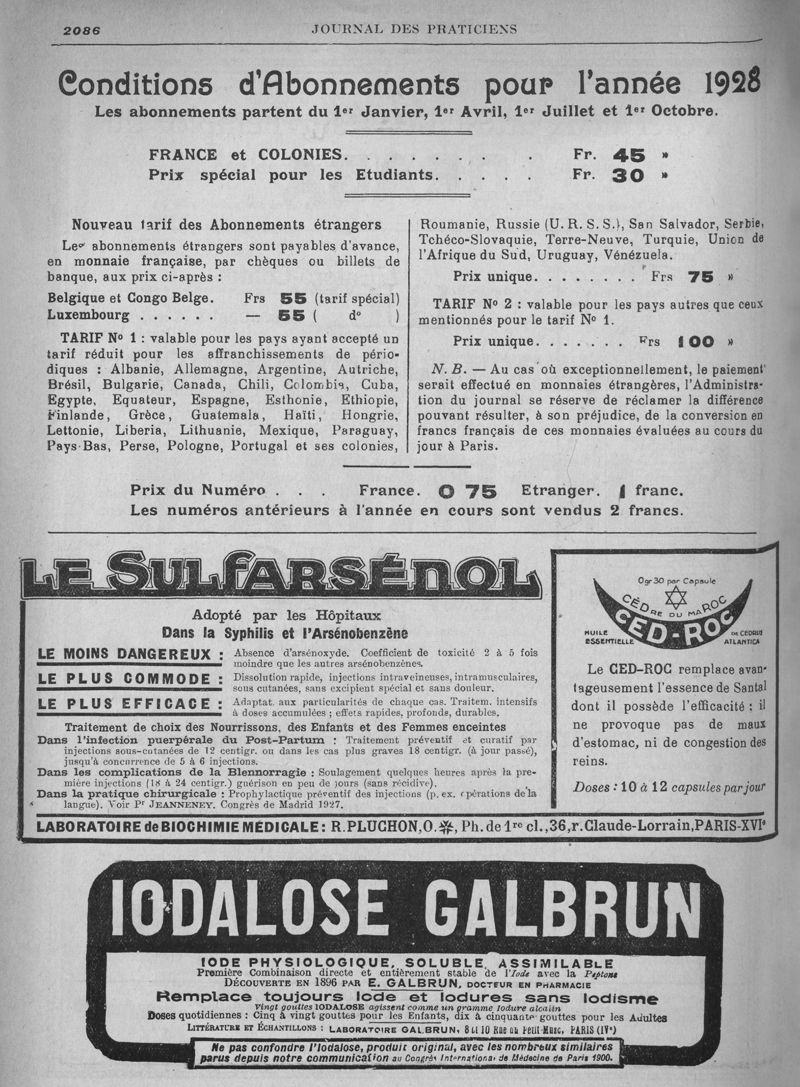 2086
JOURNAL DES PRATICIENS
Conditions d'Abonnements pour l'année 1928
Les abonnements partent du 1er Janvier, 1er Avril, 1er Juillet et 1er Octobre.
FRANCE et COLONIES. . . . . . . . Fr. 45 »
Prix spécial pour les Etudiants. . . . . Fr. 30 »
Nouveau tarif des Abonnements étrangers
Les abonnements étrangers sont payables d'avance,
en monnaie française, par chèques ou billets de
banque, aux prix ci-après :
Belgique et Congo Belge. Frs 55 (tarif spécial)
Luxembourg . . . . . . — 55 ( do )
TARIF No 1 : valable pour les pays ayant accepté un
tarif réduit pour les affranchissements de pério-
diques : Albanie, Allemagne, Argentine, Autriche,
Brésil, Bulgarie, Canada, Chili, Colombie, Cuba,
Egypte, Equateur, Espagne, Esthonie, Ethiopie,
Finlande, Grèce, Guatemala, Haïti, Hongrie,
Lettonie, Liberia, Lithuanie, Mexique, Paraguay,
Pays-Bas, Perse, Pologne, Portugal et ses colonies,
Roumanie, Russie (U. R. S. S.), San Salvador, Serbie,
Tchéco-Slovaquie, Terre-Neuve, Turquie, Union de
l'Afrique du Sud, Uruguay, Vénézuela.
Prix unique. . . . . . . . Frs 75 »
TARIF No 2 : valable pour les pays autres que ceux
mentionnés pour le tarif No 1.
Prix unique. . . . . . . Frs 100 »
N. B. — Au cas où exceptionnellement, le paiement
serait effectué en monnaies étrangères, l'Administra-
tion du journal se réserve de réclamer la différence
pouvant résulter, à son préjudice, de la conversion en
francs français de ces monnaies évaluées au cours du
jour à Paris.
Prix du Numéro . . . France. 0 75 Etranger. 1 franc.
Les numéros antérieurs à l'année en cours sont vendus 2 francs.
LE SULFARSÉNOL
Adopté par les Hôpitaux
Dans la Syphilis et l'Arsénobenzène
LE MOINS DANGEREUX : Absence d'arsénoxyde. Coefficient de toxicité 2 à 5 fois
moindre que les autres arsénobenzènes.
LE PLUS COMMODE : Dissolution rapide, injections intraveineuses, intramusculaires,
sous cutanées, sans excipient spécial et sans douleur.
LE PLUS EFFICACE : Adaptat. aux particularités de chaque cas. Traitem. intensifs
à doses accumulées ; effets rapides, profonds, durables.
Traitement de choix des Nourrissons, des Enfants et des Femmes enceintes
Dans l'infection puerpérale du Post-Partum : Traitement préventif et curatif par
injections sous-cutanées de 12 centigr. ou dans les cas plus graves 18 centigr. (à jour passé),
jusqu'à concurrence de 5 à 6 injections.
Dans les complications de la Blennorragie : Soulagement quelques heures après la pre-
mière injections (18 à 24 centigr.) guérison en peu de jours (sans récidive).
Dans la pratique chirurgicale : Prophylactique préventif des injections (p. ex. opérations de la
langue). Voir Pr JEANNENEY. Congrès de Madrid 1927.
0gr30 par Capsule
CÉDRE DU MAROC
CED-ROC
HUILE ESSENTIELLE
DE CEDRUS ATLANTICA
Le CED-ROC remplace avan-
tageusement l'essence de Santal
dont il possède l'efficacité ; il
ne provoque pas de maux
d'estomac, ni de congestion des
reins.
Doses : 10 à 12 capsules par jour
LABORATOIRE de BIOCHIMIE MÉDICALE : R. PLUCHON, O. ✻, Ph. de 1re cl., 36, r. Claude-Lorrain, PARIS-XVIe
IODALOSE GALBRUN
IODE PHYSIOLOGIQUE, SOLUBLE, ASSIMILABLE
Première Combinaison directe et entièrement stable de l'Iode avec la Peptone
DÉCOUVERTE EN 1896 PAR E. GALBRUN, DOCTEUR EN PHARMACIE
Remplace toujours Iode et Iodures sans Iodisme
Vingt gouttes IODALOSE agissent comme un gramme Iodure alcalin
Doses quotidiennes : Cinq à vingt gouttes pour les Enfants, dix à cinquante gouttes pour les Adultes
LITTÉRATURE ET ÉCHANTILLONS : LABORATOIRE GALBRUN, 8 et 10 Rue du Petit-Musc, PARIS (IVe)
Ne pas confondre l'Iodalose, produit original, avec les nombreux similaires
parus depuis notre communication au Congrès International de Médecine de Paris 1900.